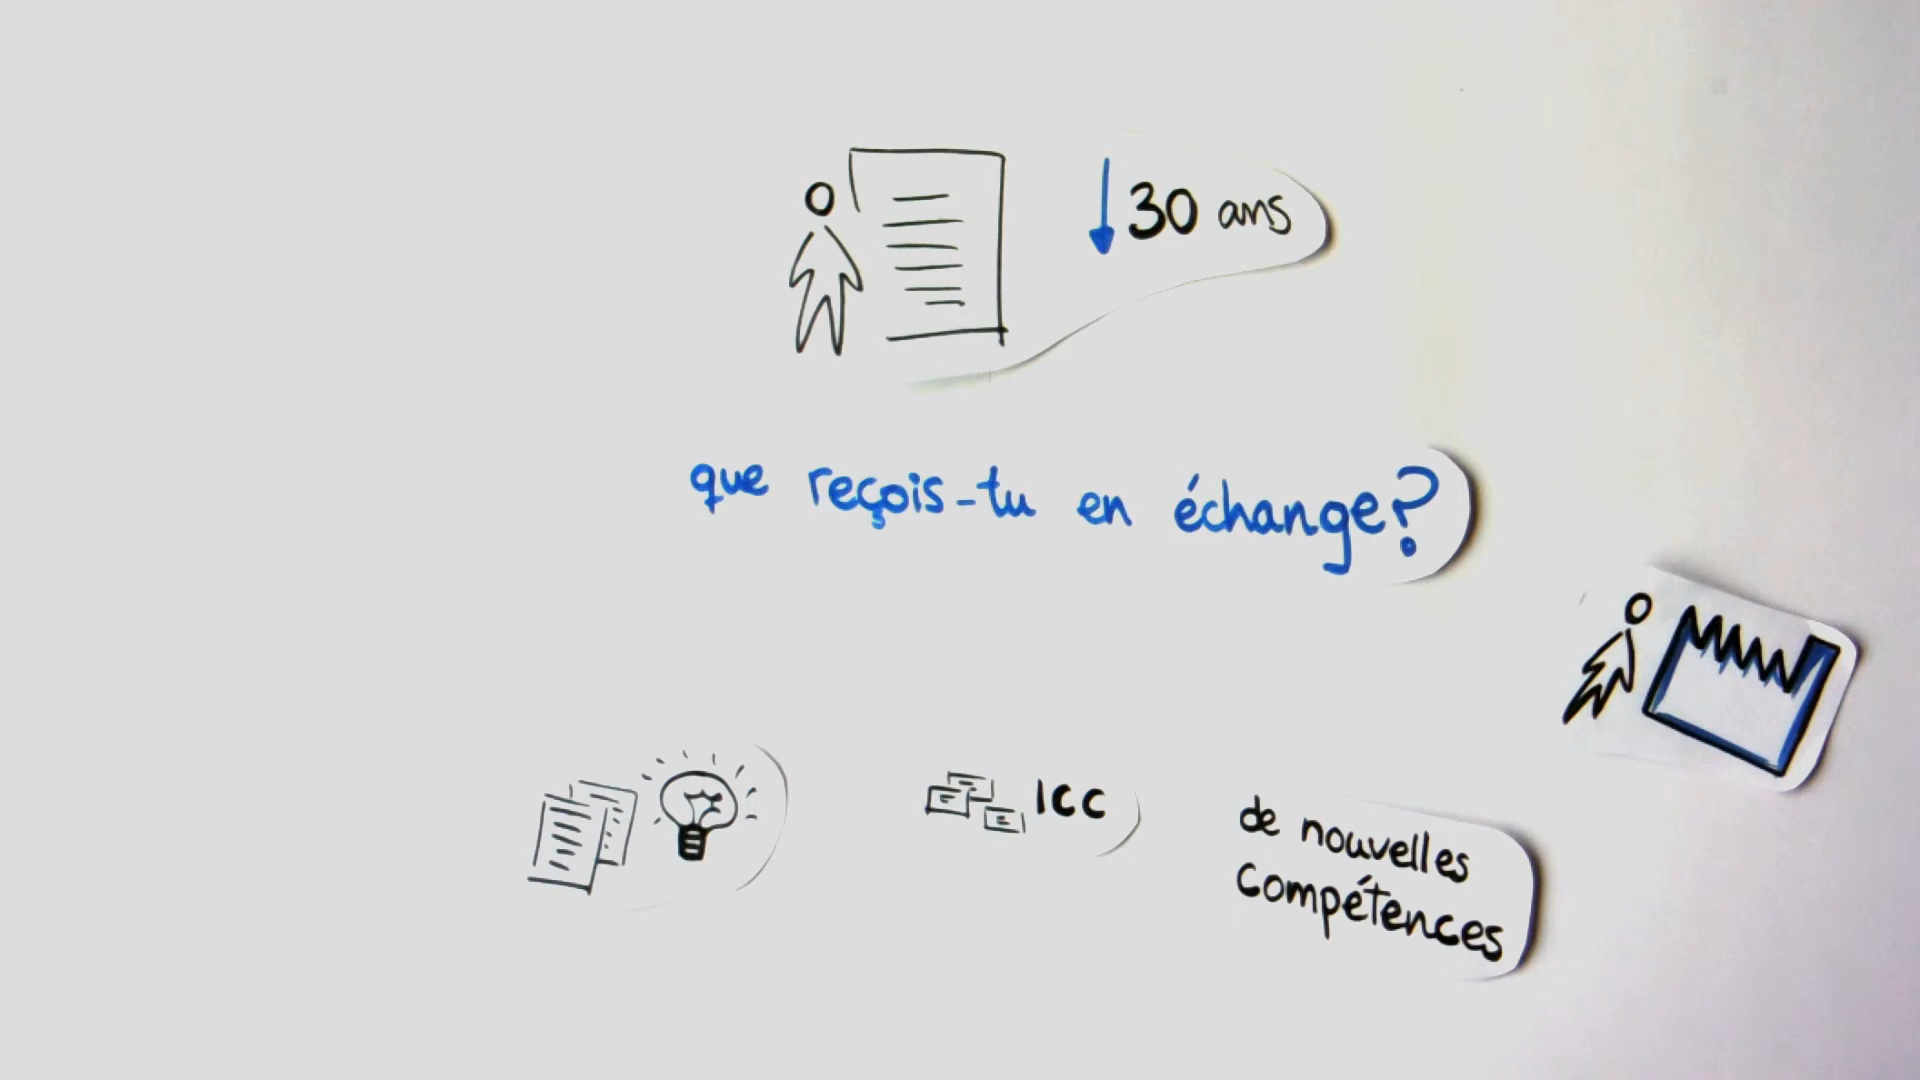 30 ans
que reçois-tu en échange?
ICC
de nouvelles
compétences